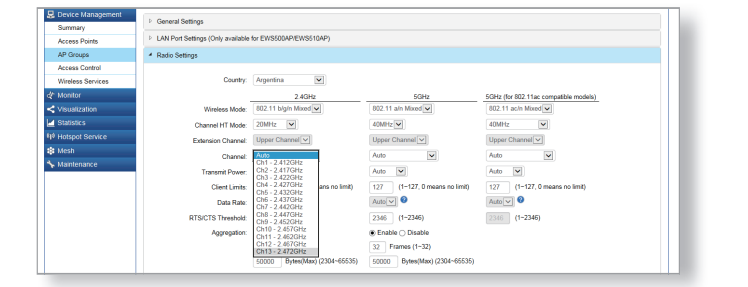 Device Management
Summary
Access Points
AP Groups
Access Control
Wireless Services
Monitor
Visualization
Statistics
Hotspot Service
Mesh
Maintenance
General Settings
LAN Port Settings (Only available for EWS500AP/EWS510AP)
Radio Settings
Country: Argentina
2.4GHz 5GHz 5GHz (for 802.11ac compatible models)
Wireless Mode: 802.11 b/g/n Mixed 802.11 a/n Mixed 802.11 ac/n Mixed
Channel HT Mode: 20MHz 40MHz 40MHz
Extension Channel: Upper Channel Upper Channel Upper Channel
Channel: Auto Auto Auto
Ch1 - 2.412GHz
Ch2 - 2.417GHz
Ch3 - 2.422GHz
Ch4 - 2.427GHz
Ch5 - 2.432GHz
Ch6 - 2.437GHz
Ch7 - 2.442GHz
Ch8 - 2.447GHz
Ch9 - 2.452GHz
Ch10 - 2.457GHz
Ch11 - 2.462GHz
Ch12 - 2.467GHz
Ch13 - 2.472GHz
Transmit Power: Auto Auto
Client Limits: ans no limit) 127 (1~127, 0 means no limit) 127 (1~127, 0 means no limit)
Data Rate: Auto ? Auto ?
RTS/CTS Threshold: 2346 (1~2346) 2346 (1~2346)
Aggregation: Enable Disable
32 Frames (1~32)
50000 Bytes(Max) (2304~65535) 50000 Bytes(Max) (2304~65535)